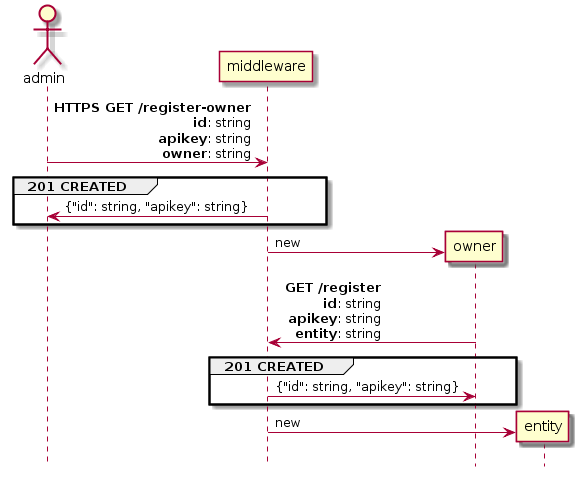 admin
middleware
HTTPS GET /register-owner
id: string
apikey: string
owner: string
201 CREATED
{"id": string, "apikey": string}
new
owner
GET /register
id: string
apikey: string
entity: string
201 CREATED
{"id": string, "apikey": string}
new
entity